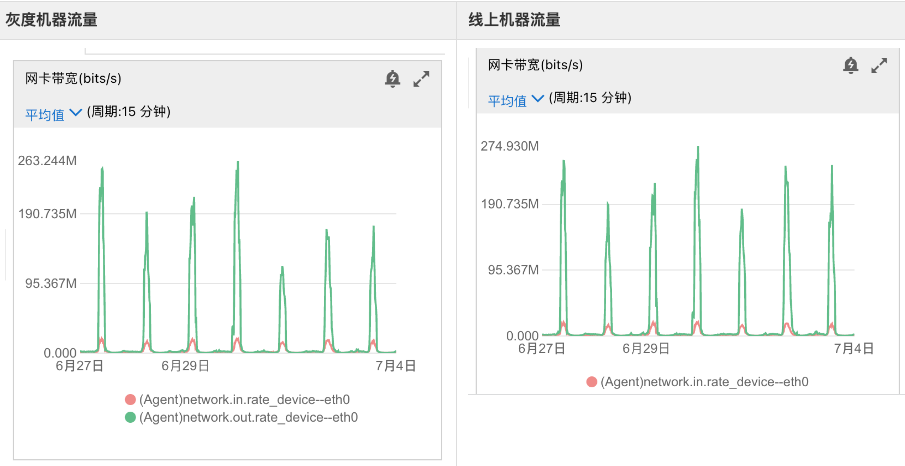 灰度机器流量
线上机器流量
网卡带宽(bits/s)
平均值 (周期:15 分钟)
263.244M
190.735M
95.367M
0.000
6月27日 6月29日 7月4日
(Agent)network.in.rate_device--eth0
(Agent)network.out.rate_device--eth0
网卡带宽(bits/s)
平均值 (周期:15 分钟)
274.930M
190.735M
95.367M
0.000
6月27日 6月29日 7月4日
(Agent)network.in.rate_device--eth0